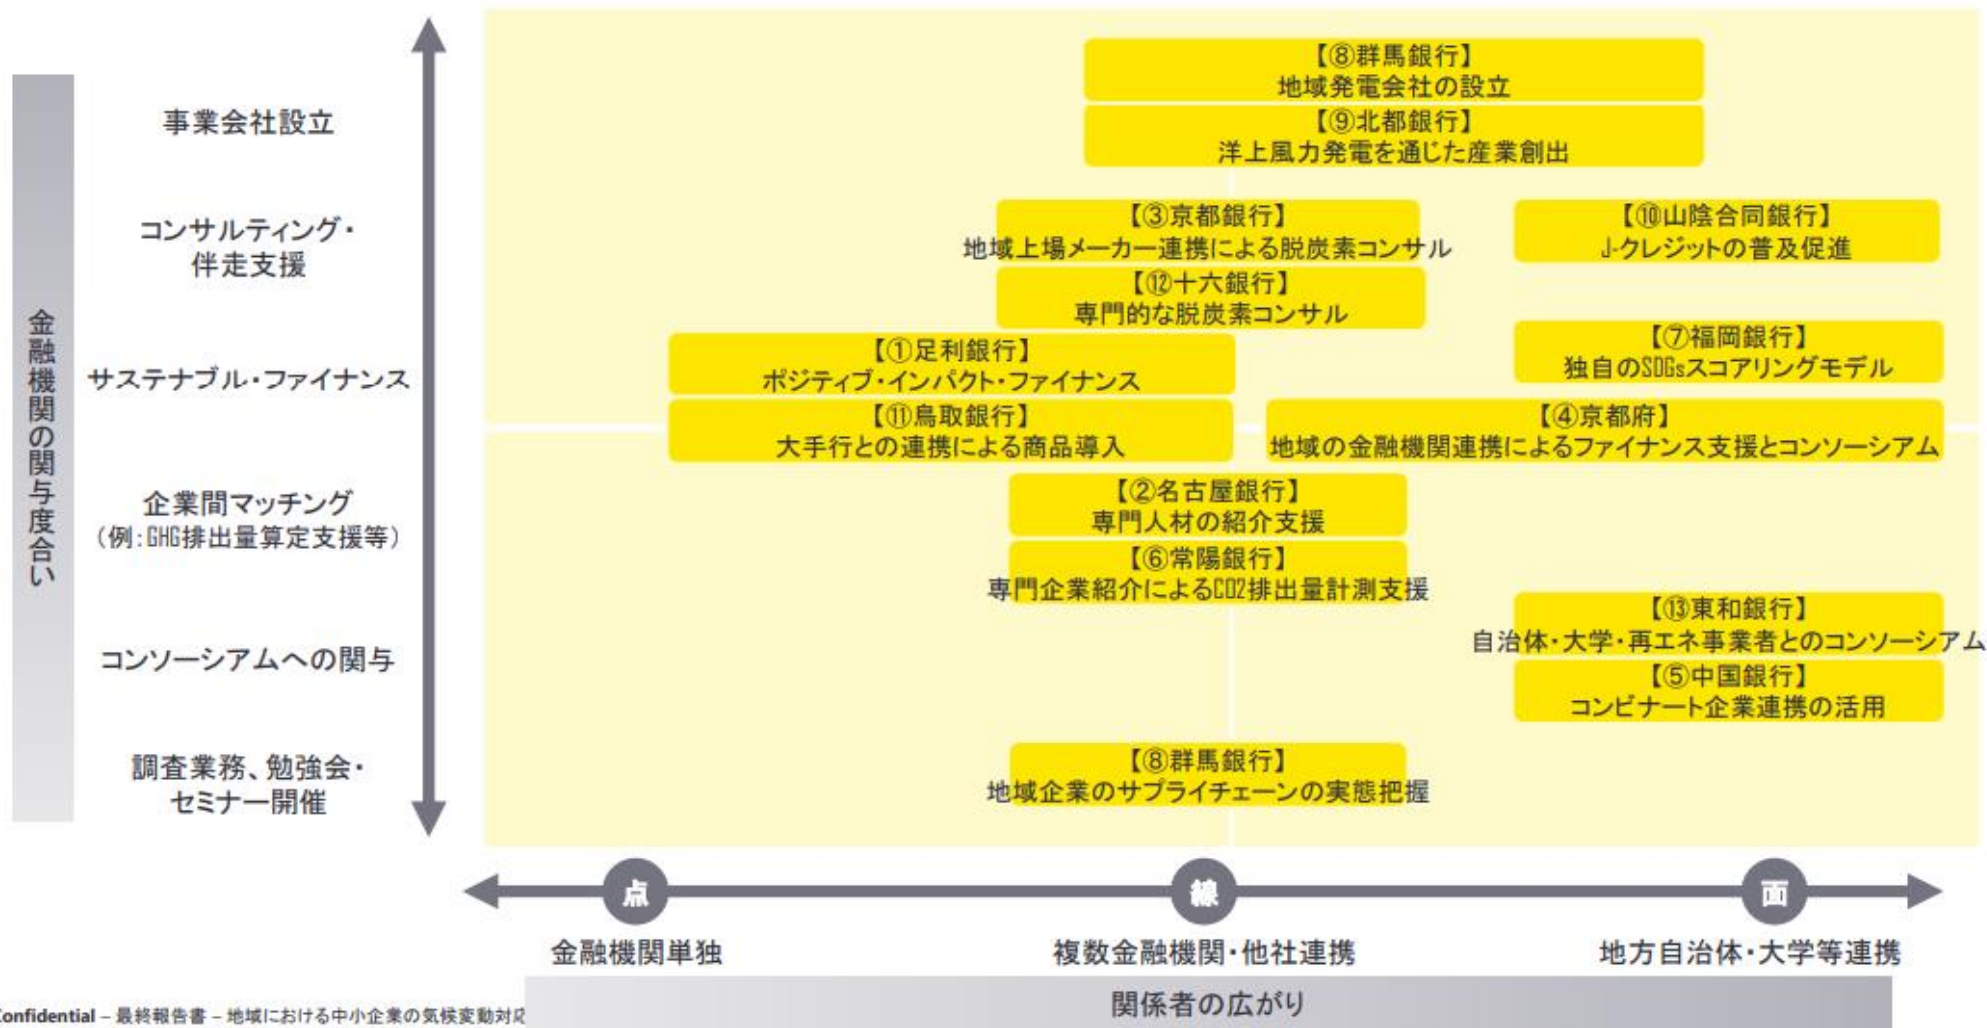 金融機関の関与度合い
事業会社設立
コンサルティング・
伴走支援
サステナブル・ファイナンス
企業間マッチング
(例:GHG排出量算定支援等)
コンソーシアムへの関与
調査業務、勉強会・
セミナー開催
【⑧群馬銀行】
地域発電会社の設立
【⑨北都銀行】
洋上風力発電を通じた産業創出
【③京都銀行】
地域上場メーカー連携による脱炭素コンサル
【⑩山陰合同銀行】
J-クレジットの普及促進
【⑫十六銀行】
専門的な脱炭素コンサル
【①足利銀行】
ポジティブ・インパクト・ファイナンス
【⑦福岡銀行】
独自のSDGsスコアリングモデル
【⑪鳥取銀行】
大手行との連携による商品導入
【④京都府】
地域の金融機関連携によるファイナンス支援とコンソーシアム
【②名古屋銀行】
専門人材の紹介支援
【⑥常陽銀行】
専門企業紹介によるCO2排出量計測支援
【⑬東和銀行】
自治体・大学・再エネ事業者とのコンソーシアム
【⑤中国銀行】
コンビナート企業連携の活用
【⑧群馬銀行】
地域企業のサプライチェーンの実態把握
点
線
面
金融機関単独
複数金融機関・他社連携
地方自治体・大学等連携
関係者の広がり
Confidential – 最終報告書 – 地域における中小企業の気候変動対応